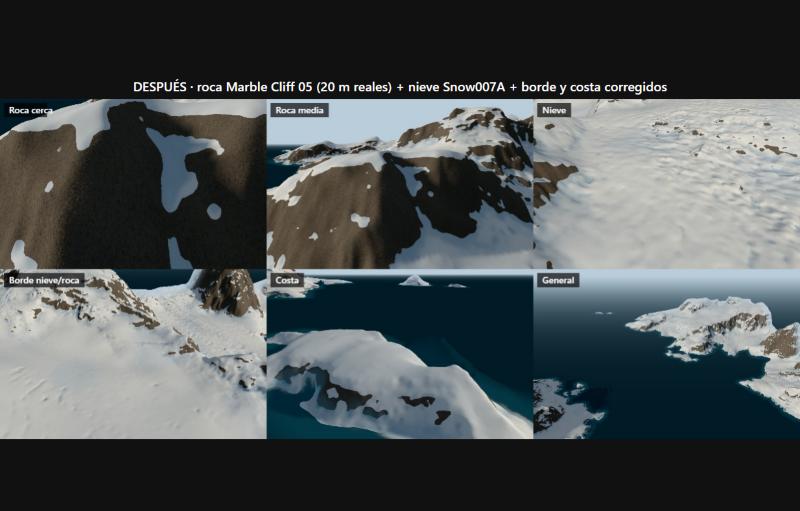 DESPUÉS · roca Marble Cliff 05 (20 m reales) + nieve Snow007A + borde y costa corregidos
Roca cerca
Roca media
Nieve
Borde nieve/roca
Costa
General